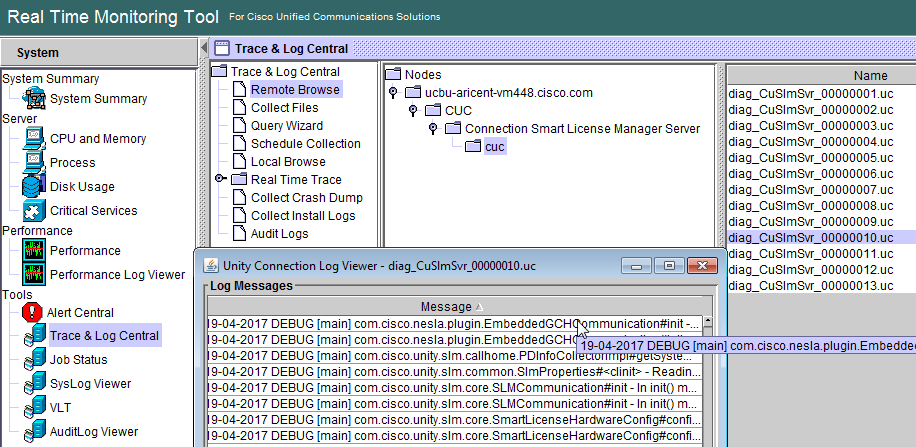 Real Time Monitoring Tool For Cisco Unified Communications Solutions
System
System Summary
System Summary
Server
CPU and Memory
Process
Disk Usage
Critical Services
Performance
Performance
Performance Log Viewer
Tools
Alert Central
Trace & Log Central
Job Status
SysLog Viewer
VLT
AuditLog Viewer
Trace & Log Central
Trace & Log Central
Remote Browse
Collect Files
Query Wizard
Schedule Collection
Local Browse
Real Time Trace
Collect Crash Dump
Collect Install Logs
Audit Logs
Nodes
ucbu-aricent-vm448.cisco.com
CUC
Connection Smart License Manager Server
cuc
Name
diag_CuSlmSvr_00000001.uc
diag_CuSlmSvr_00000002.uc
diag_CuSlmSvr_00000003.uc
diag_CuSlmSvr_00000004.uc
diag_CuSlmSvr_00000005.uc
diag_CuSlmSvr_00000006.uc
diag_CuSlmSvr_00000007.uc
diag_CuSlmSvr_00000008.uc
diag_CuSlmSvr_00000009.uc
diag_CuSlmSvr_00000010.uc
diag_CuSlmSvr_00000011.uc
diag_CuSlmSvr_00000012.uc
diag_CuSlmSvr_00000013.uc
Unity Connection Log Viewer - diag_CuSlmSvr_00000010.uc
Log Messages
Message
19-04-2017 DEBUG [main] com.cisco.nesla.plugin.EmbeddedGCHCommunication#init -...
19-04-2017 DEBUG [main] com.cisco.nesla.plugin.EmbeddedGCHC
19-04-2017 DEBUG [main] com.cisco.nesla.plugin.Embedded
19-04-2017 DEBUG [main] com.cisco.unity.slm.callhome.PDInfoCollectorImpl#getSyste...
19-04-2017 DEBUG [main] com.cisco.unity.slm.common.SlmProperties#<clinit> - Readin...
19-04-2017 DEBUG [main] com.cisco.unity.slm.core.SLMCommunication#init - In init() m...
19-04-2017 DEBUG [main] com.cisco.unity.slm.core.SLMCommunication#init - In init() m...
19-04-2017 DEBUG [main] com.cisco.unity.slm.core.SmartLicenseHardwareConfig#confi...
19-04-2017 DEBUG [main] com.cisco.unity.slm.core.SmartLicenseHardwareConfig#confi...